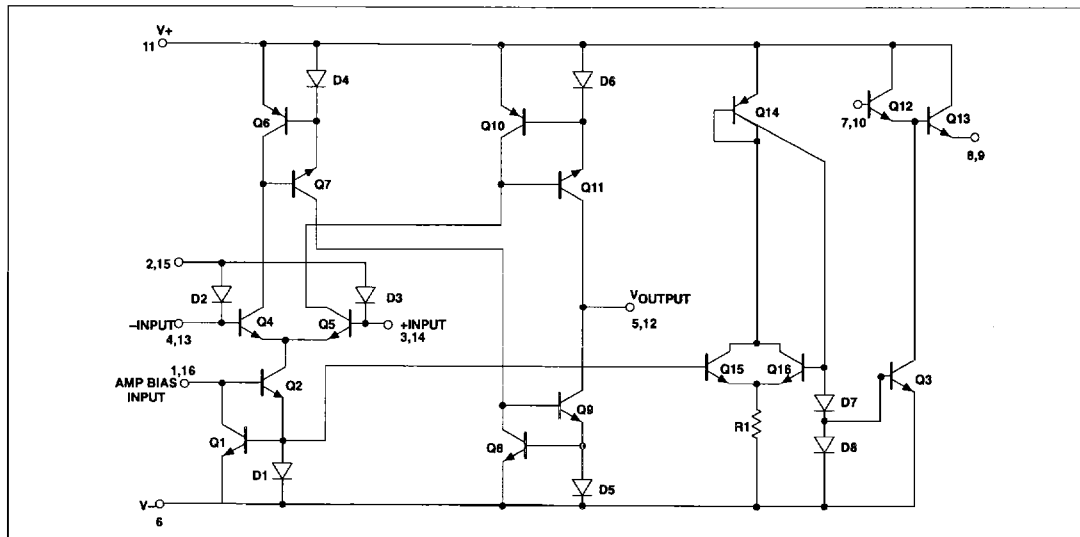 V+
11
D4
D6
Q6
Q10
Q14
Q12
Q13
7,10
8,9
Q7
Q11
2,15
D2
D3
VOUTPUT
5,12
–INPUT
4,13
Q4
Q5
+INPUT
3,14
1,16
AMP BIAS
INPUT
Q2
Q15
Q16
Q3
D7
Q9
Q1
Q8
R1
D8
D1
D5
V–
6